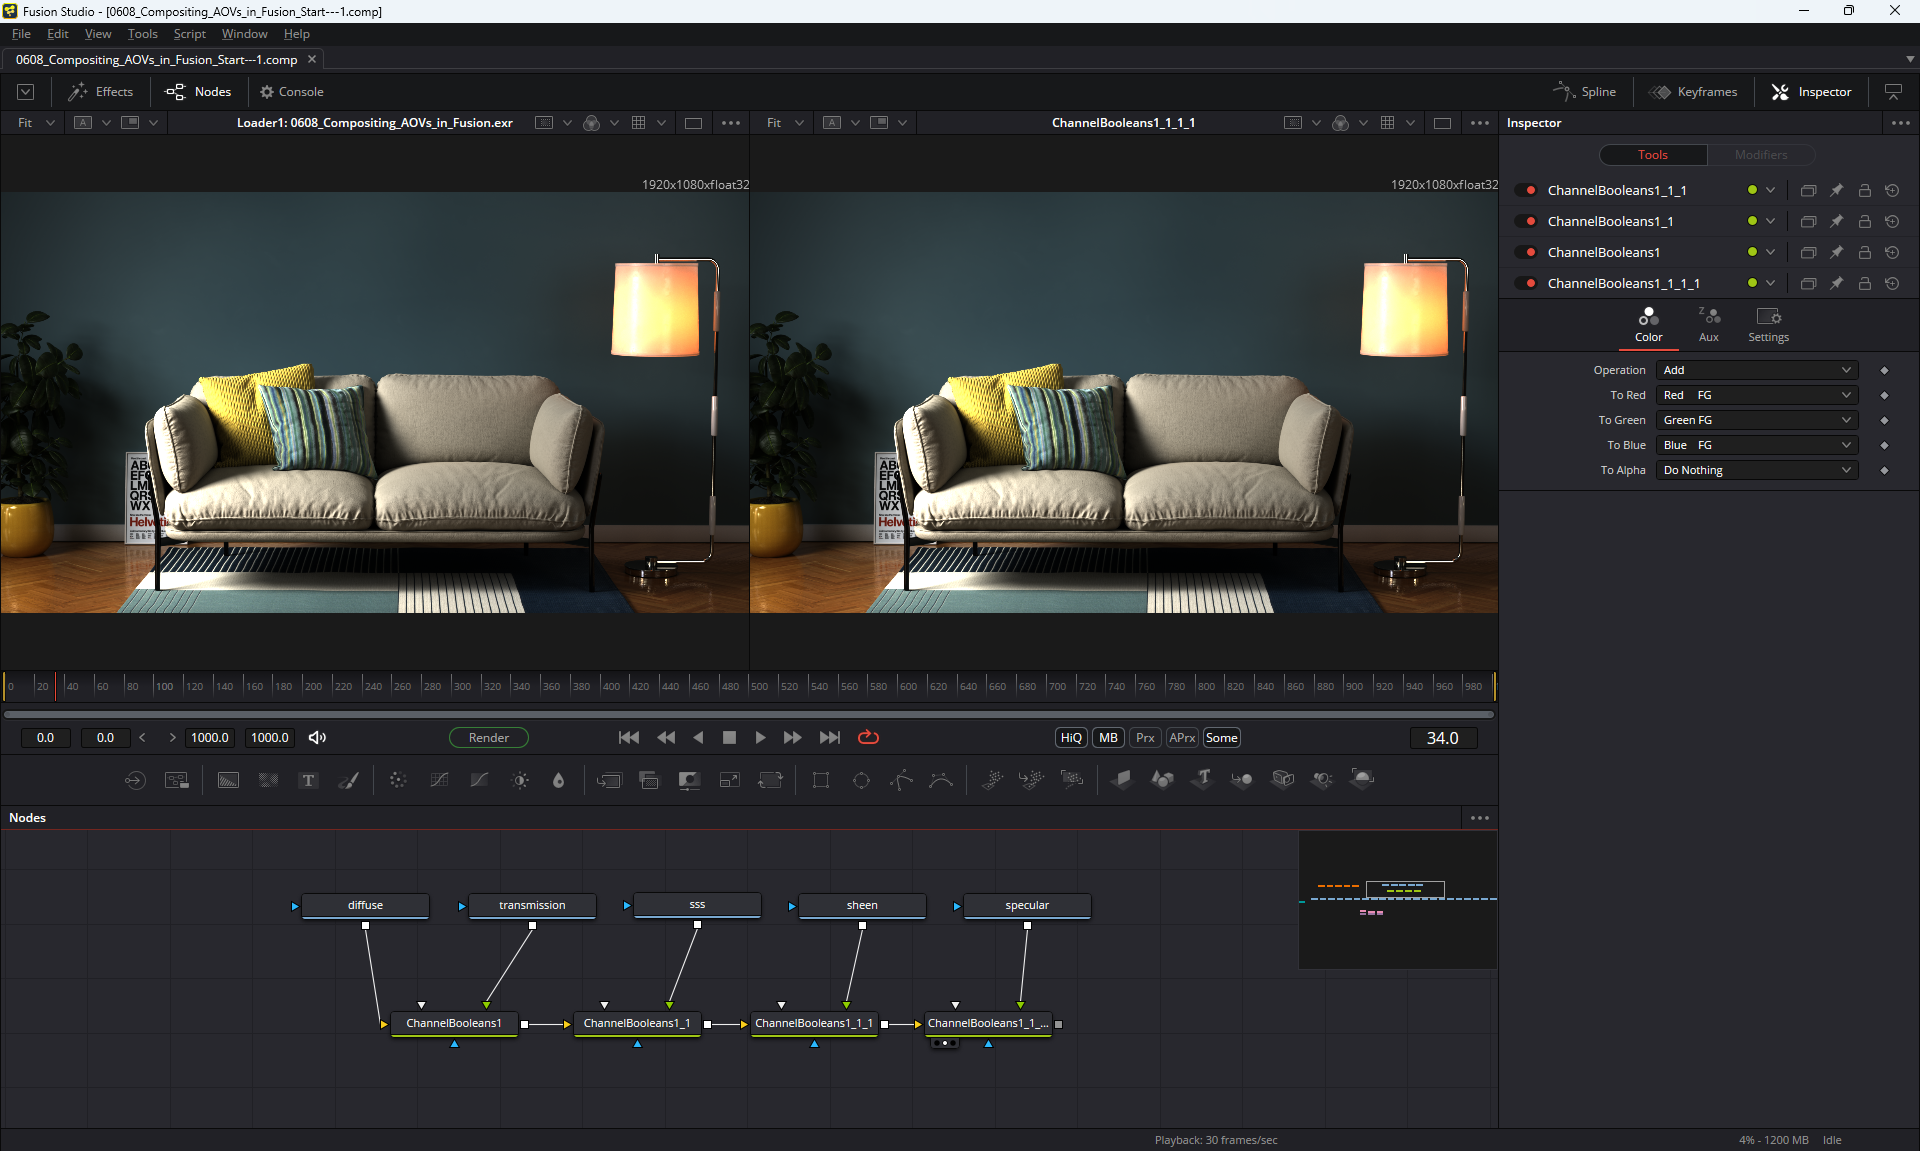 Fusion Studio - [0608_Compositing_AOVs_in_Fusion_Start---1.comp]
File Edit View Tools Script Window Help
0608_Compositing_AOVs_in_Fusion_Start---1.comp
Effects Nodes Console Spline Keyframes Inspector
Fit A Loader1: 0608_Compositing_AOVs_in_Fusion.exr Fit A ChannelBooleans1_1_1_1 Inspector
Tools Modifiers
1920x1080xfloat32 1920x1080xfloat32
ChannelBooleans1_1_1
ChannelBooleans1_1
ChannelBooleans1
ChannelBooleans1_1_1_1
Color Aux Settings
Operation Add
To Red Red FG
To Green Green FG
To Blue Blue FG
To Alpha Do Nothing
AB
EFG
LM
QRS
WX
Helveti
0 20 40 60 80 100 120 140 160 180 200 220 240 260 280 300 320 340 360 380 400 420 440 460 480 500 520 540 560 580 600 620 640 660 680 700 720 740 760 780 800 820 840 860 880 900 920 940 960 980
0.0 0.0 < > 1000.0 1000.0 Render HiQ MB Prx APrx Some 34.0
Nodes
diffuse transmission sss sheen specular
ChannelBooleans1 ChannelBooleans1_1 ChannelBooleans1_1_1 ChannelBooleans1_1_...
Playback: 30 frames/sec 4% - 1200 MB Idle